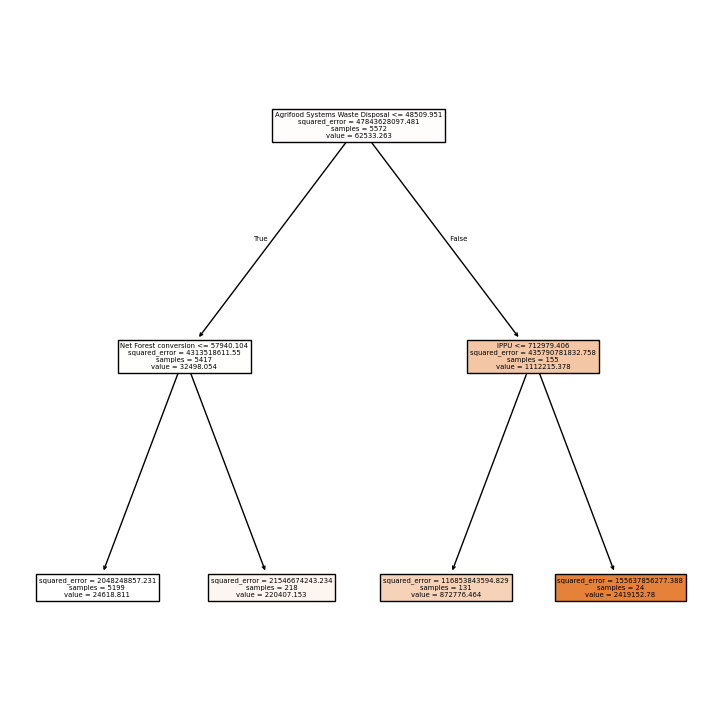 Agrifood Systems Waste Disposal <= 48509.951
squared_error = 47843628097.481
samples = 5572
value = 62533.263
True
False
Net Forest conversion <= 57940.104
squared_error = 4313518611.55
samples = 5417
value = 32498.054
IPPU <= 712979.406
squared_error = 435790781832.758
samples = 155
value = 1112215.378
squared_error = 2048248857.231
samples = 5199
value = 24618.811
squared_error = 21546674243.234
samples = 218
value = 220407.153
squared_error = 116853843594.829
samples = 131
value = 872776.464
squared_error = 155637856277.388
samples = 24
value = 2419152.78